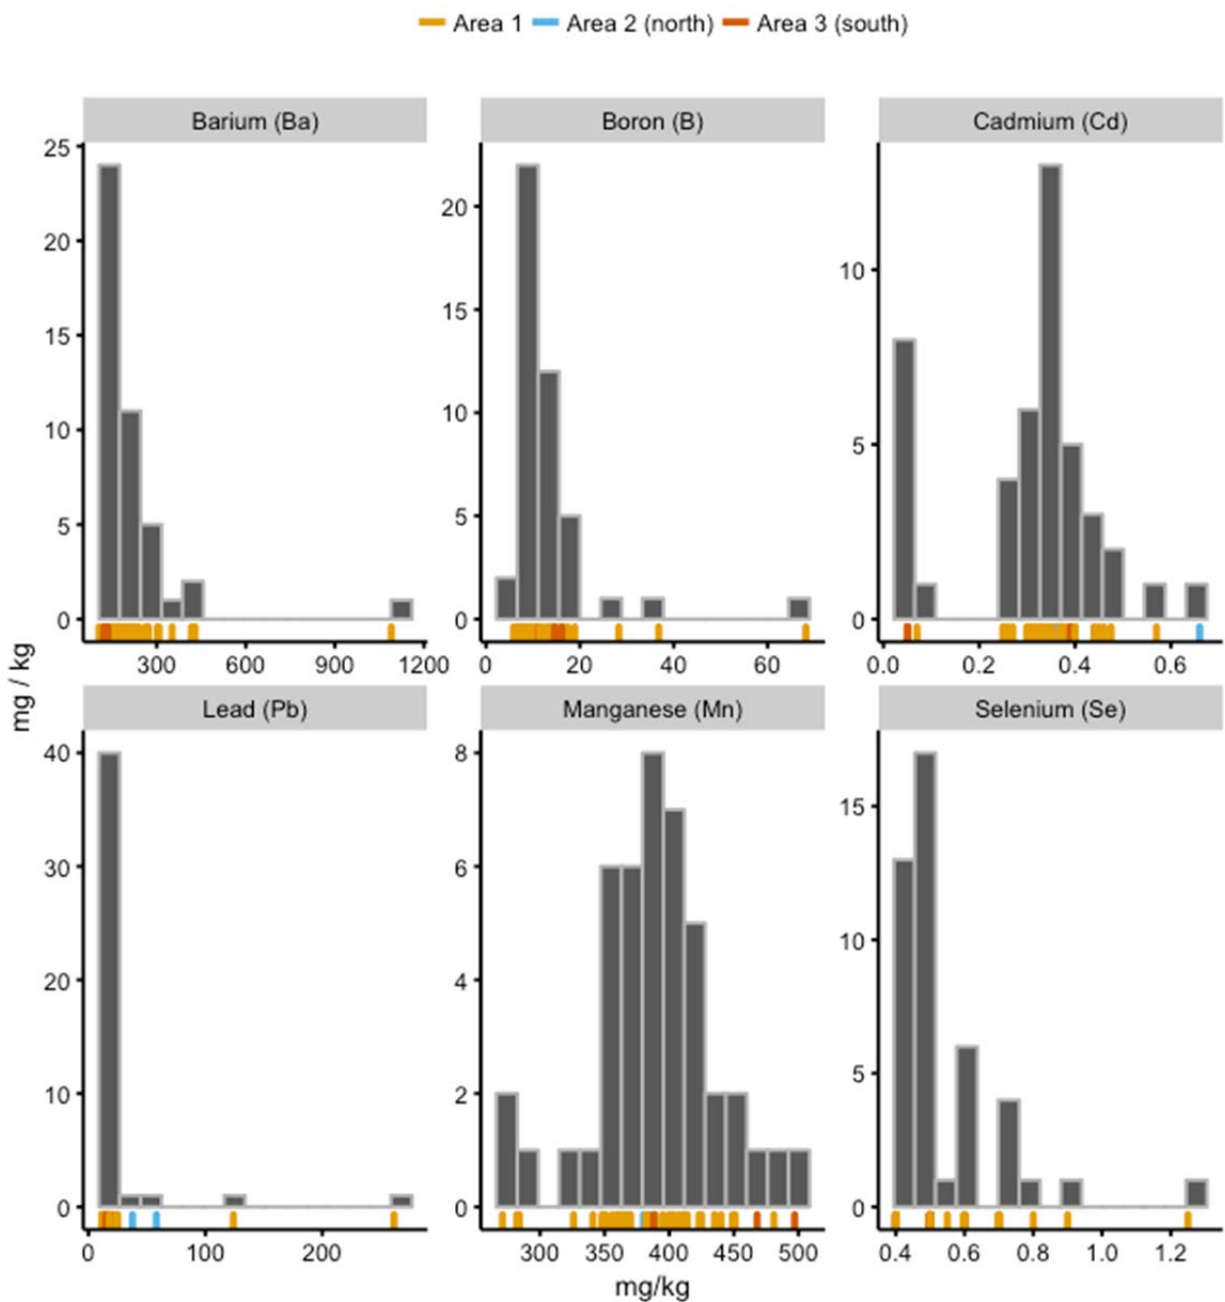 Area 1 Area 2 (north) Area 3 (south)
Barium (Ba) Boron (B) Cadmium (Cd)
25
20
15
10
5
0
300 600 900 1200
20
15
10
5
0
0 20 40 60
10
5
0
0.0 0.2 0.4 0.6
mg / kg
Lead (Pb) Manganese (Mn) Selenium (Se)
40
30
20
10
0
0 100 200
8
6
4
2
0
300 350 400 450 500
15
10
5
0
0.4 0.6 0.8 1.0 1.2
mg/kg